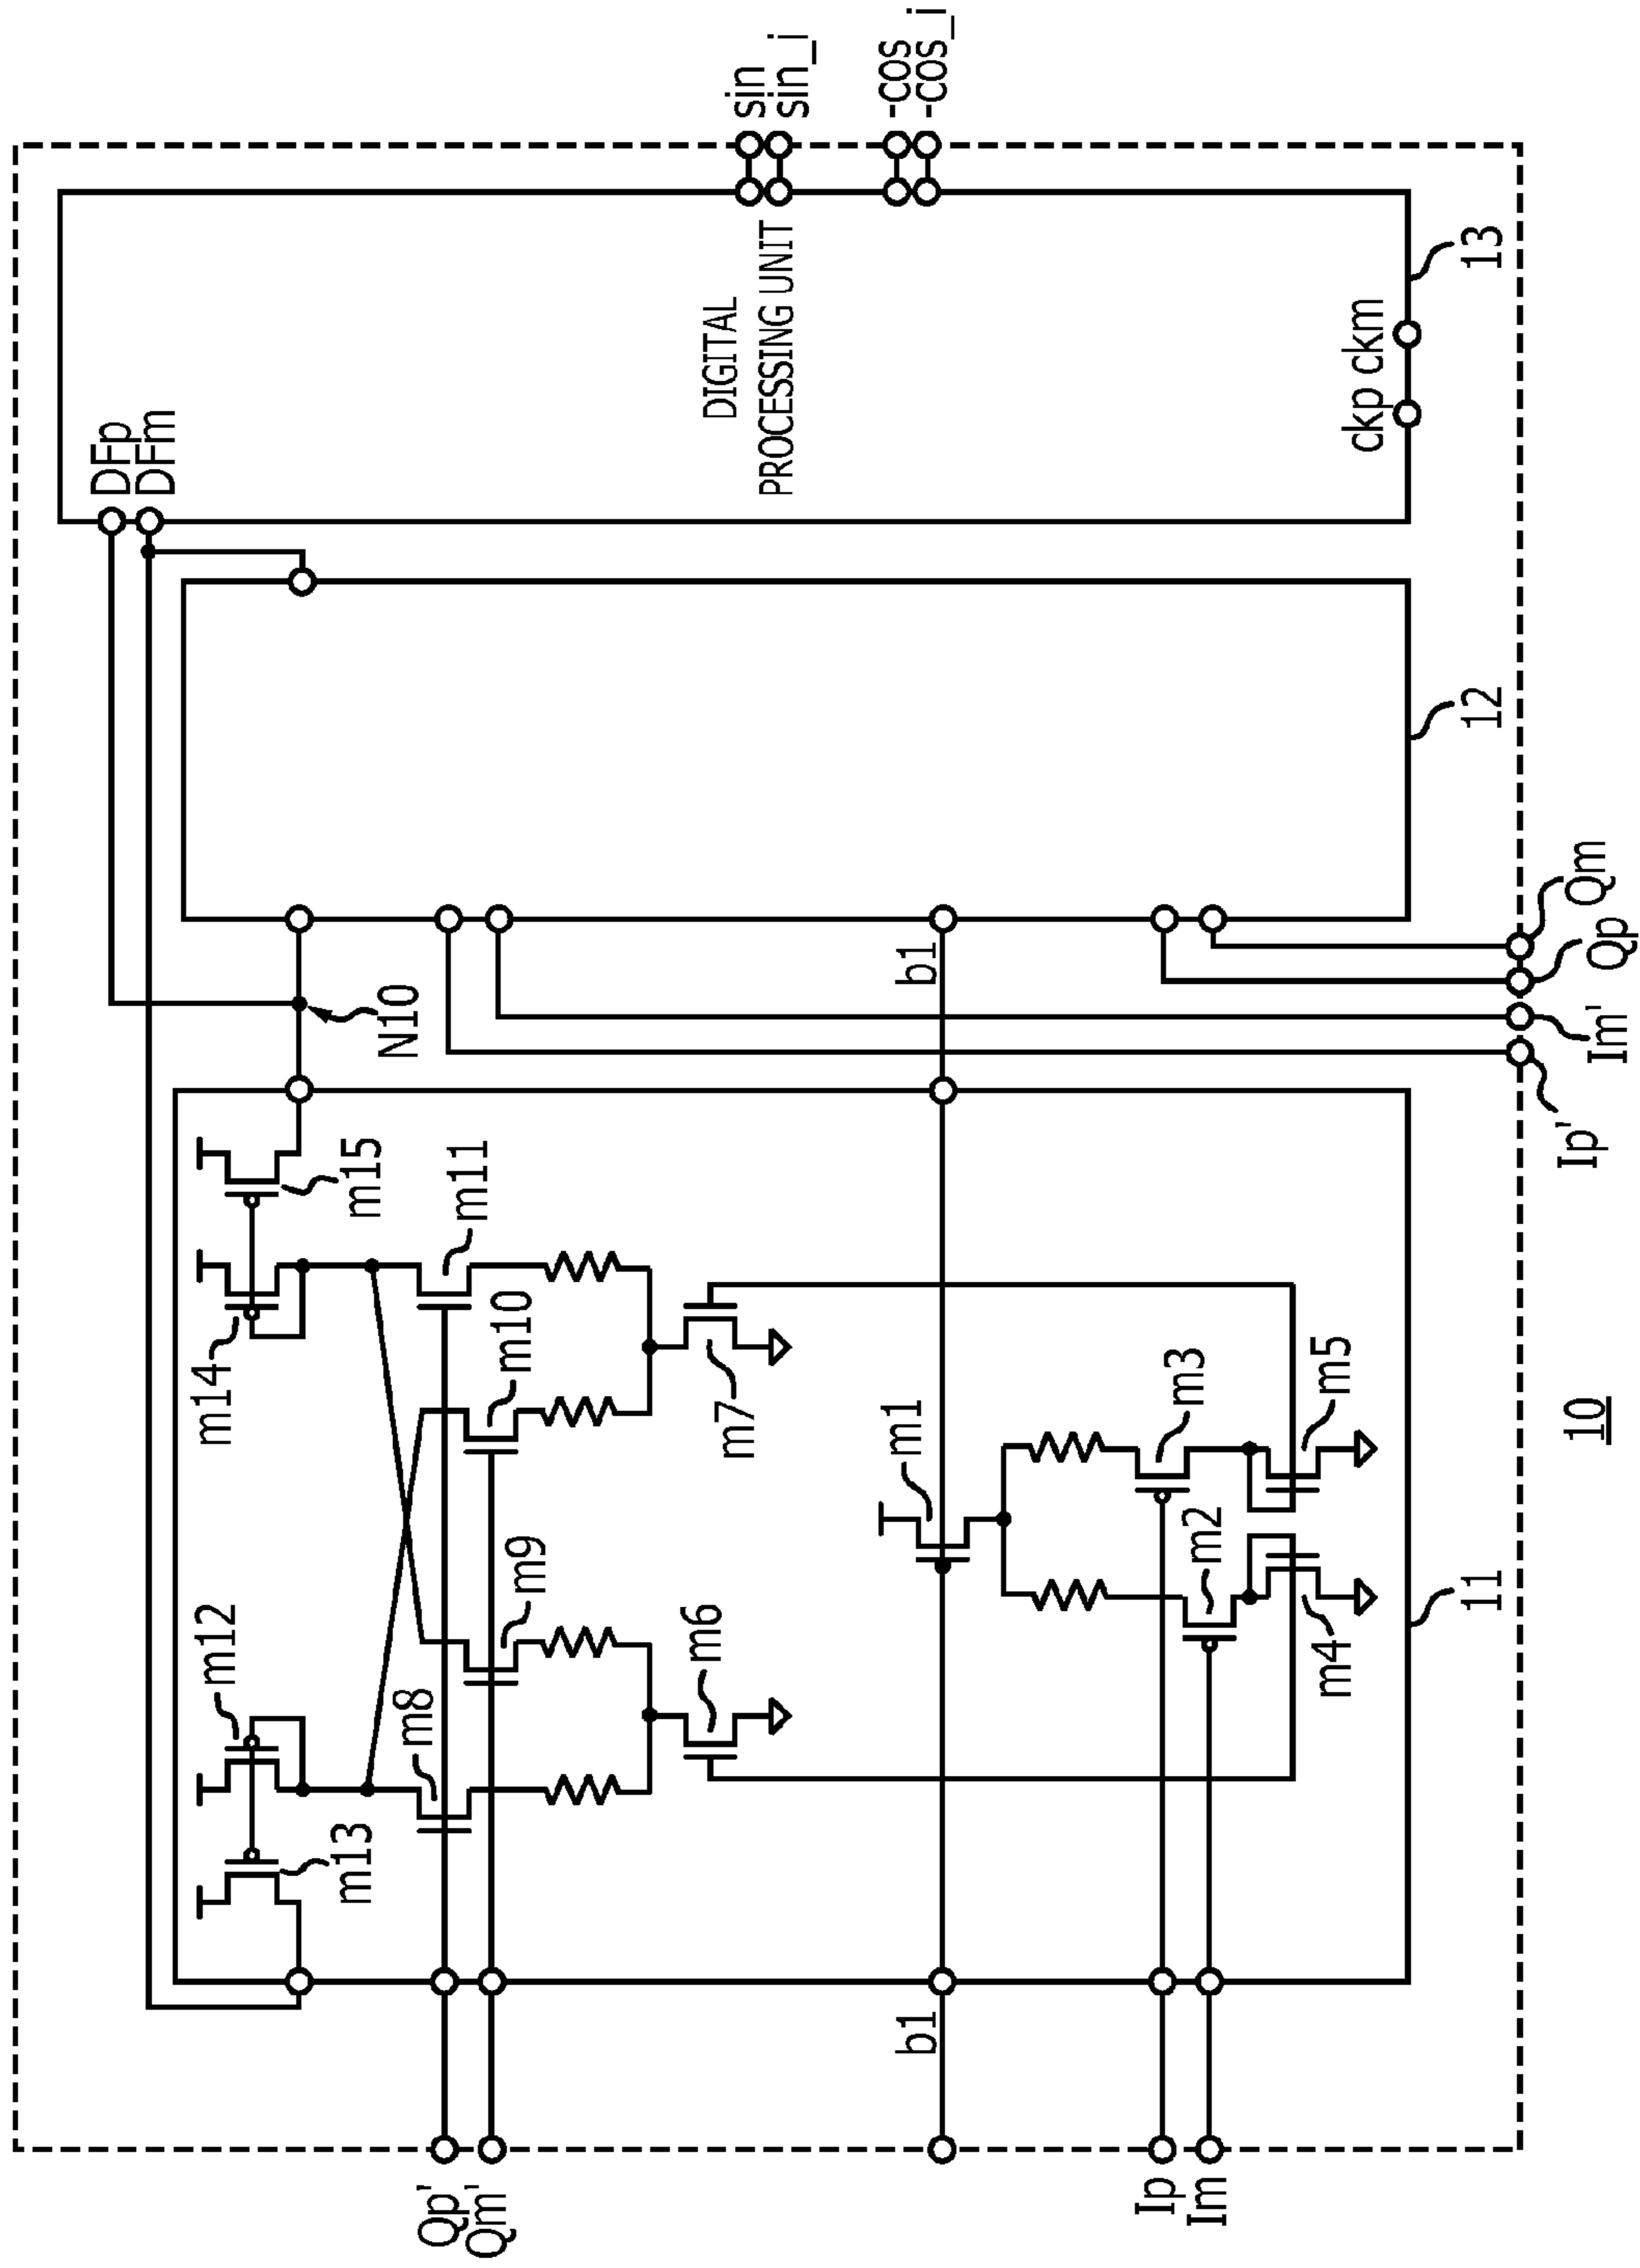 DFp
DFm
DIGITAL
PROCESSING UNIT
sin
sin_i
-cos
-cos_i
ckp ckm
13
12
N10
b1
Qm
Qp
Im'
Ip'
m12
m13
m14
m15
m8
m9
m10
m11
m6
m7
m1
m2
m3
m4
m5
11
Qp'
Qm'
b1
Ip
Im
10